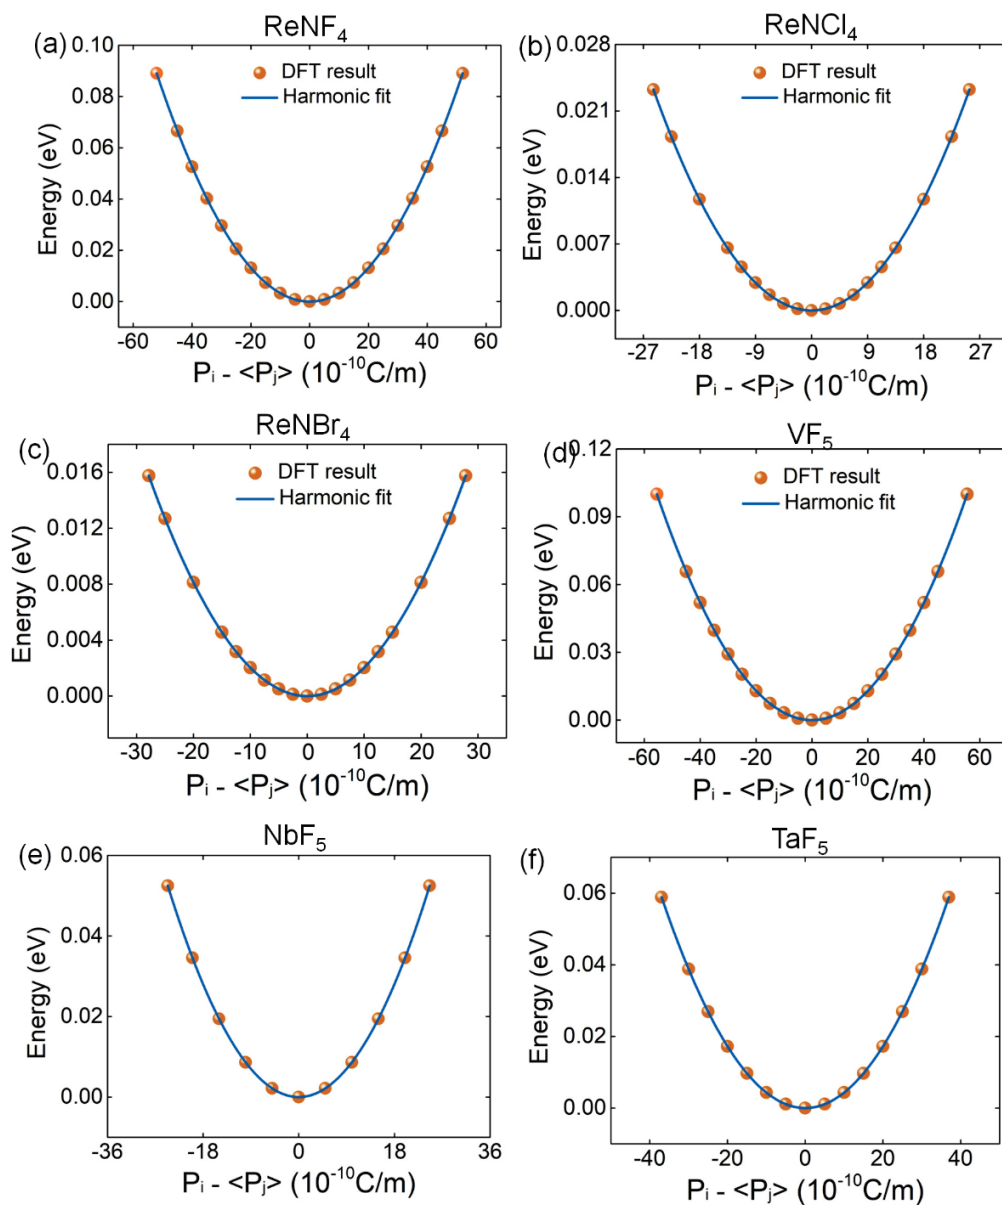 (a) ReNF₄
0.10
0.08
0.06
0.04
0.02
0.00
Energy (eV)
DFT result
Harmonic fit
-60 -40 -20 0 20 40 60
Pᵢ - <Pⱼ> (10⁻¹⁰C/m)
(b) ReNCl₄
0.028
0.021
0.014
0.007
0.000
Energy (eV)
DFT result
Harmonic fit
-27 -18 -9 0 9 18 27
Pᵢ - <Pⱼ> (10⁻¹⁰C/m)
(c) ReNBr₄
0.016
0.012
0.008
0.004
0.000
Energy (eV)
DFT result
Harmonic fit
-30 -20 -10 0 10 20 30
Pᵢ - <Pⱼ> (10⁻¹⁰C/m)
(d) VF₅
0.12
0.09
0.06
0.03
0.00
Energy (eV)
DFT result
Harmonic fit
-60 -40 -20 0 20 40 60
Pᵢ - <Pⱼ> (10⁻¹⁰C/m)
(e) NbF₅
0.06
0.04
0.02
0.00
Energy (eV)
-36 -18 0 18 36
Pᵢ - <Pⱼ> (10⁻¹⁰C/m)
(f) TaF₅
0.06
0.04
0.02
0.00
Energy (eV)
-40 -20 0 20 40
Pᵢ - <Pⱼ> (10⁻¹⁰C/m)